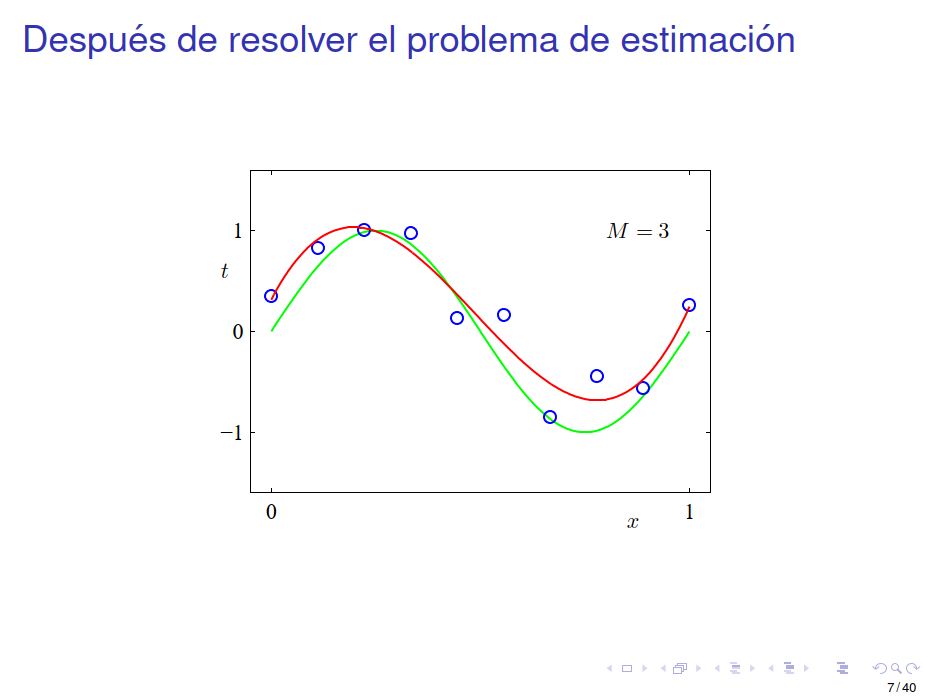 Después de resolver el problema de estimación
M = 3
1
t
0
−1
0
x
1
7 / 40